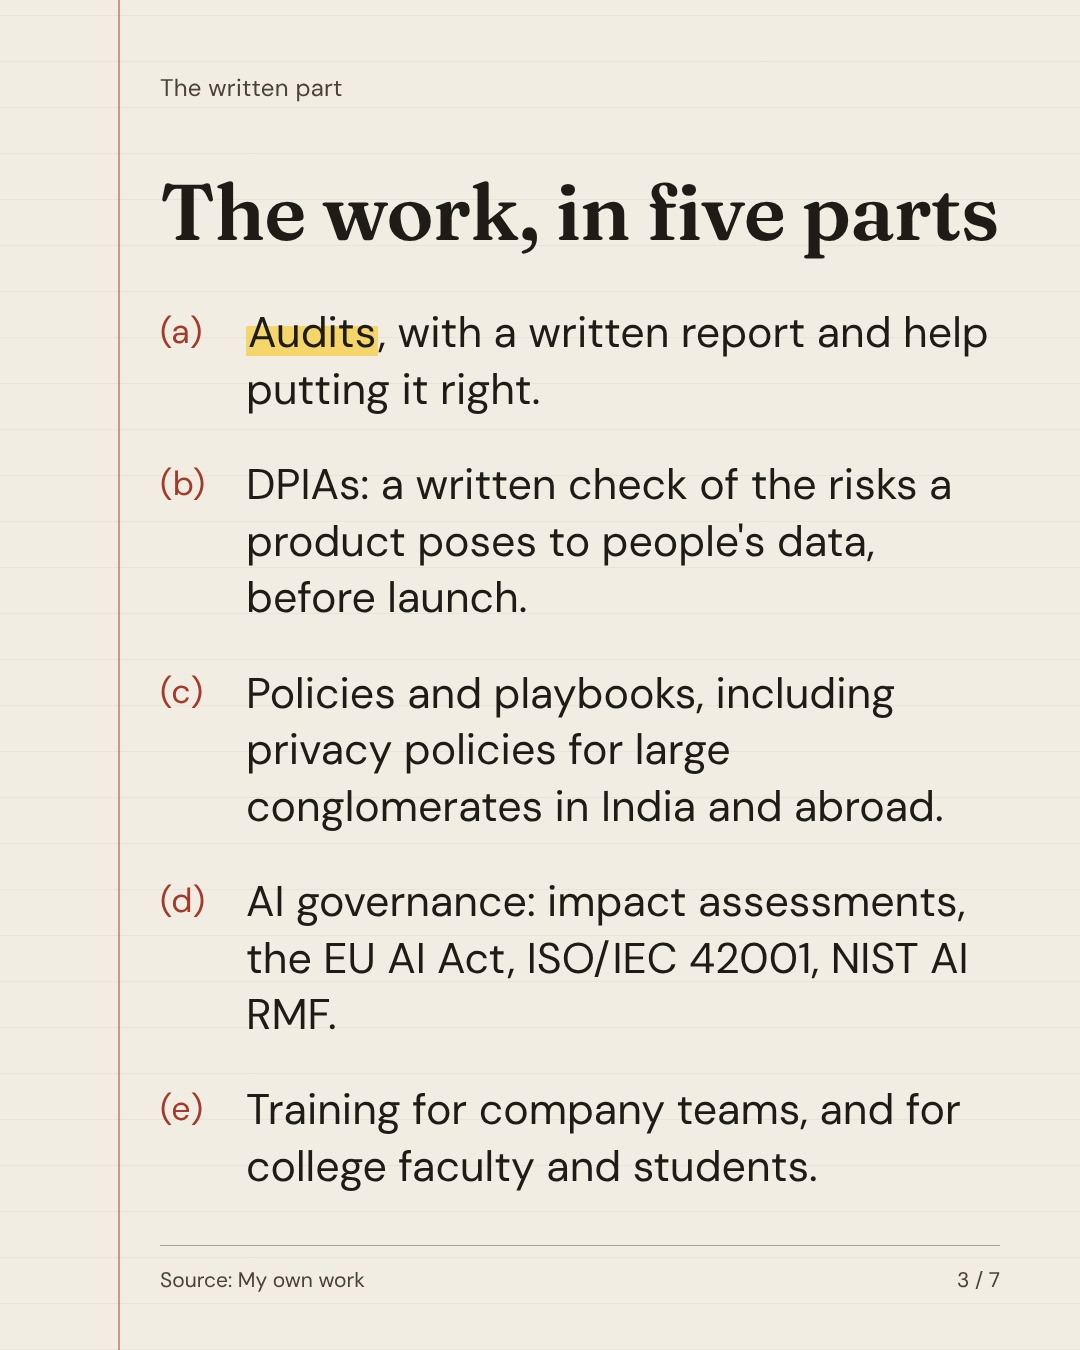 The written part
The work, in five parts
(a) Audits, with a written report and help
putting it right.
(b) DPIAs: a written check of the risks a
product poses to people's data,
before launch.
(c) Policies and playbooks, including
privacy policies for large
conglomerates in India and abroad.
(d) AI governance: impact assessments,
the EU AI Act, ISO/IEC 42001, NIST AI
RMF.
(e) Training for company teams, and for
college faculty and students.
Source: My own work 3 / 7